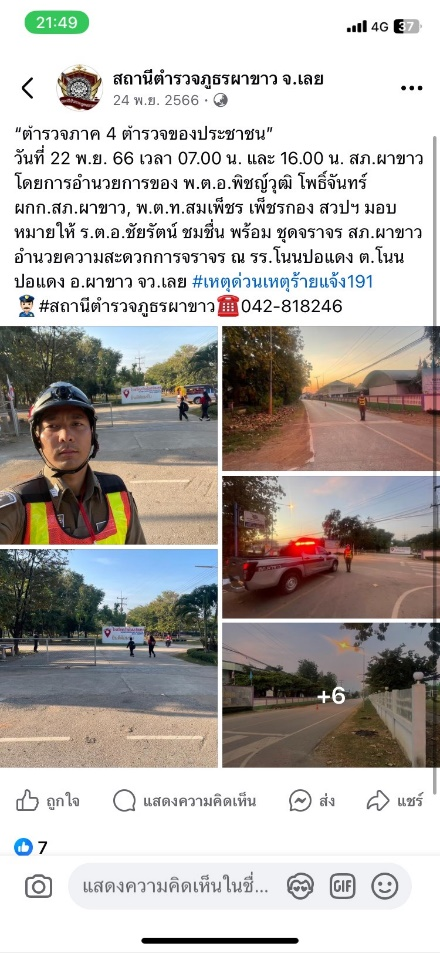 21:49
4G
37
สถานีตำรวจภูธรผาขาว จ.เลย
24 พ.ย. 2566 ·
“ตำรวจภาค 4 ตำรวจของประชาชน”
วันที่ 22 พ.ย. 66 เวลา 07.00 น. และ 16.00 น. สภ.ผาขาว
โดยการอำนวยการของ พ.ต.อ.พิชญ์วุฒิ โพธิ์จันทร์
ผกก.สภ.ผาขาว, พ.ต.ท.สมเพ็ชร เพ็ชรกอง สวปฯ มอบ
หมายให้ ร.ต.อ.ชัยรัตน์ ชมชื่น พร้อม ชุดจราจร สภ.ผาขาว
อำนวยความสะดวกการจราจร ณ รร.โนนปอแดง ต.โนน
ปอแดง อ.ผาขาว จว.เลย #เหตุด่วนเหตุร้ายแจ้ง191
👮#สถานีตำรวจภูธรผาขาว☎️042-818246
+6
ถูกใจ
แสดงความคิดเห็น
ส่ง
แชร์
7
แสดงความคิดเห็นในชื่...
GIF